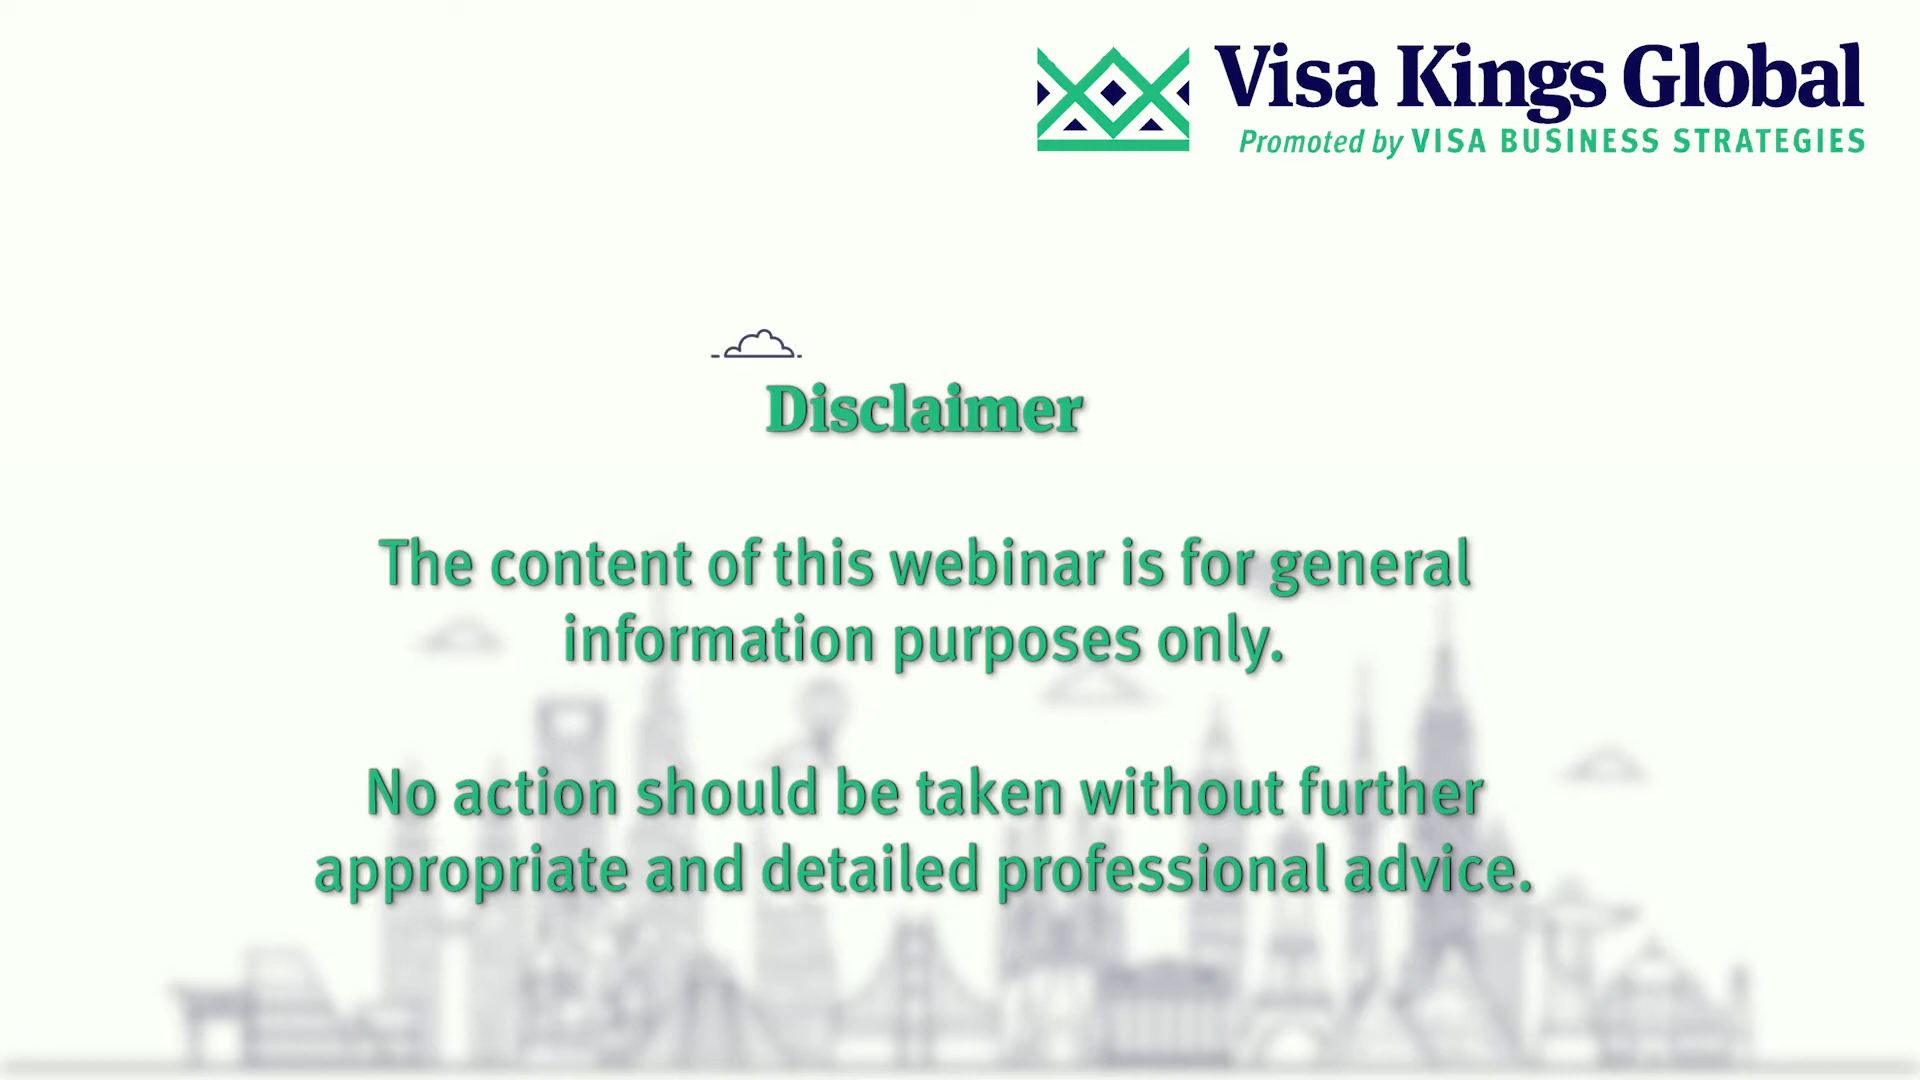 Visa Kings Global
Promoted by VISA BUSINESS STRATEGIES
Disclaimer
The content of this webinar is for general
information purposes only.
No action should be taken without further
appropriate and detailed professional advice.